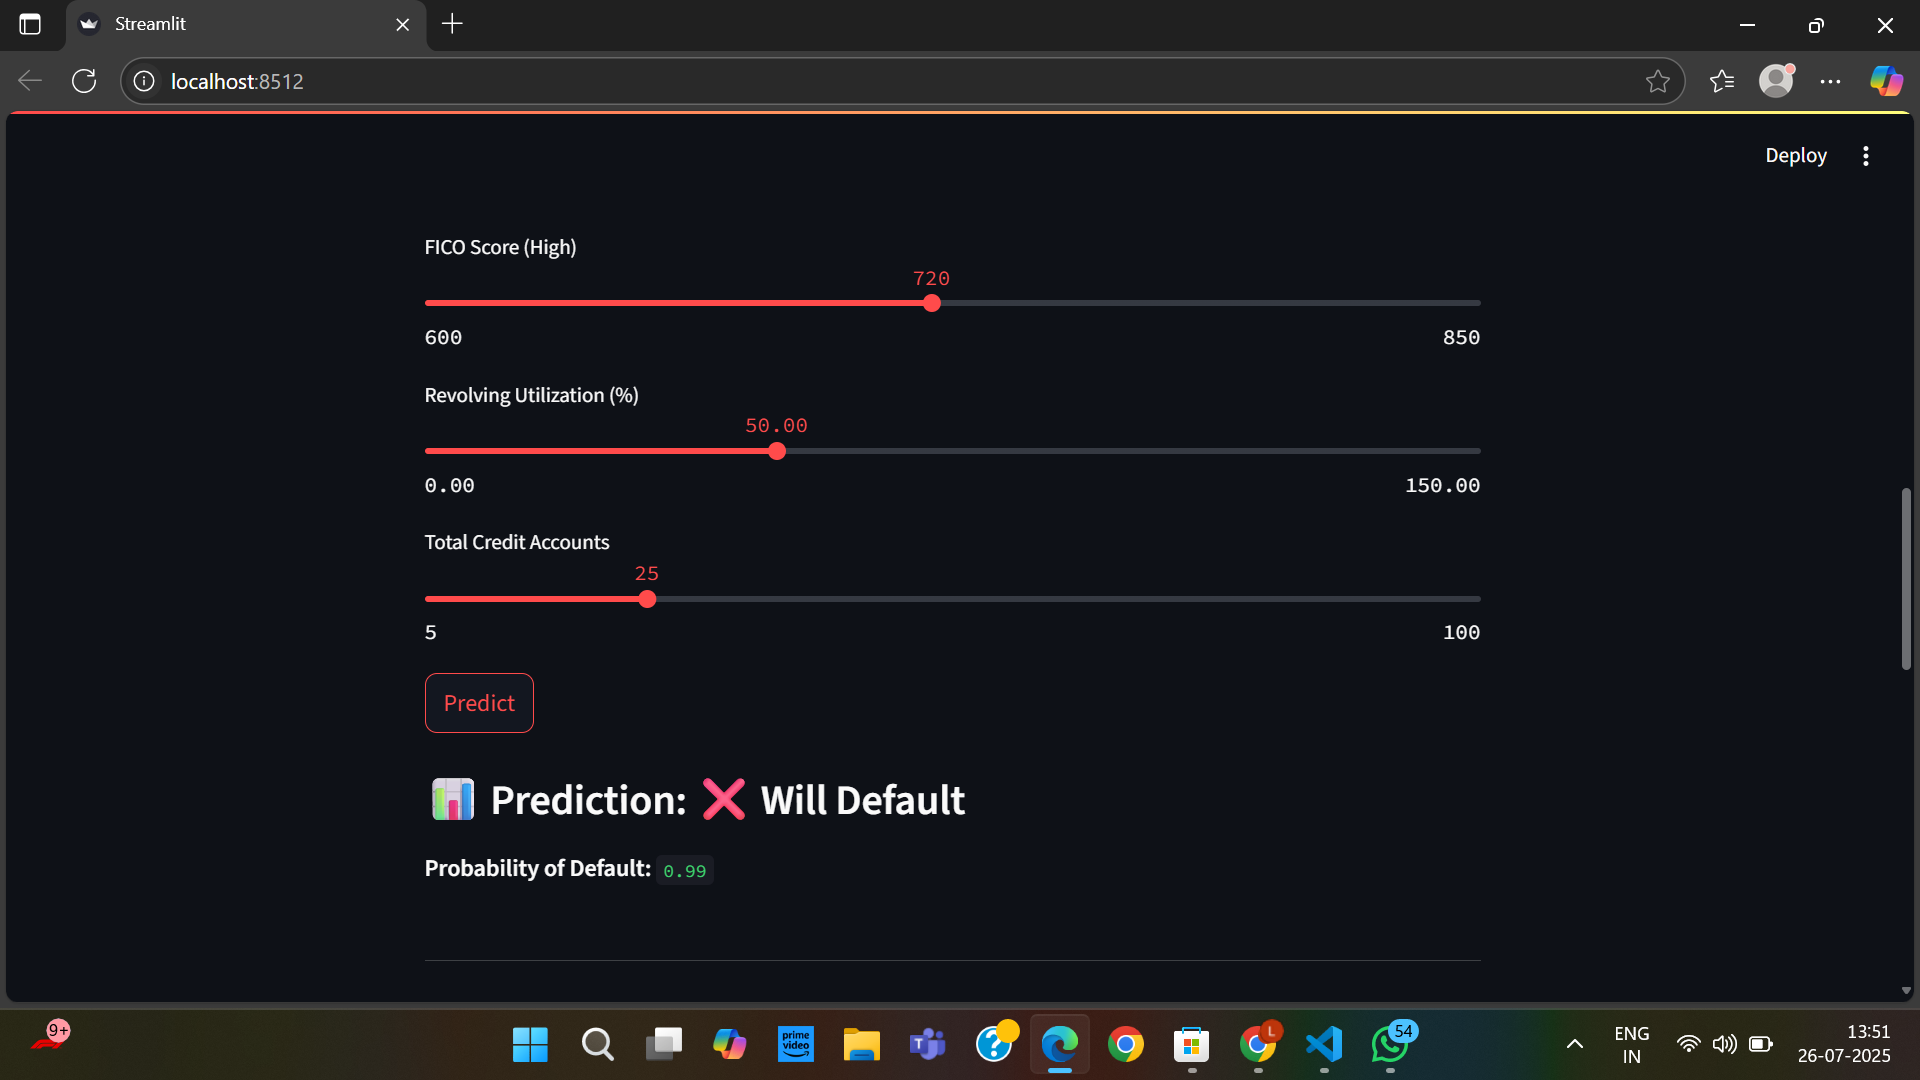 Streamlit
localhost:8512
Deploy
FICO Score (High)
720
600 850
Revolving Utilization (%)
50.00
0.00 150.00
Total Credit Accounts
25
5 100
Predict
📊 Prediction: ❌ Will Default
Probability of Default: 0.99
9+
prime video
T
?
L
54
ENG
IN
13:51
26-07-2025